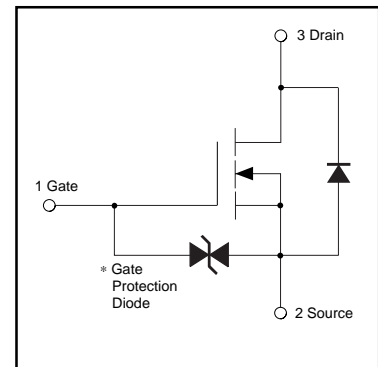 3 Drain
1 Gate
* Gate
Protection
Diode
2 Source